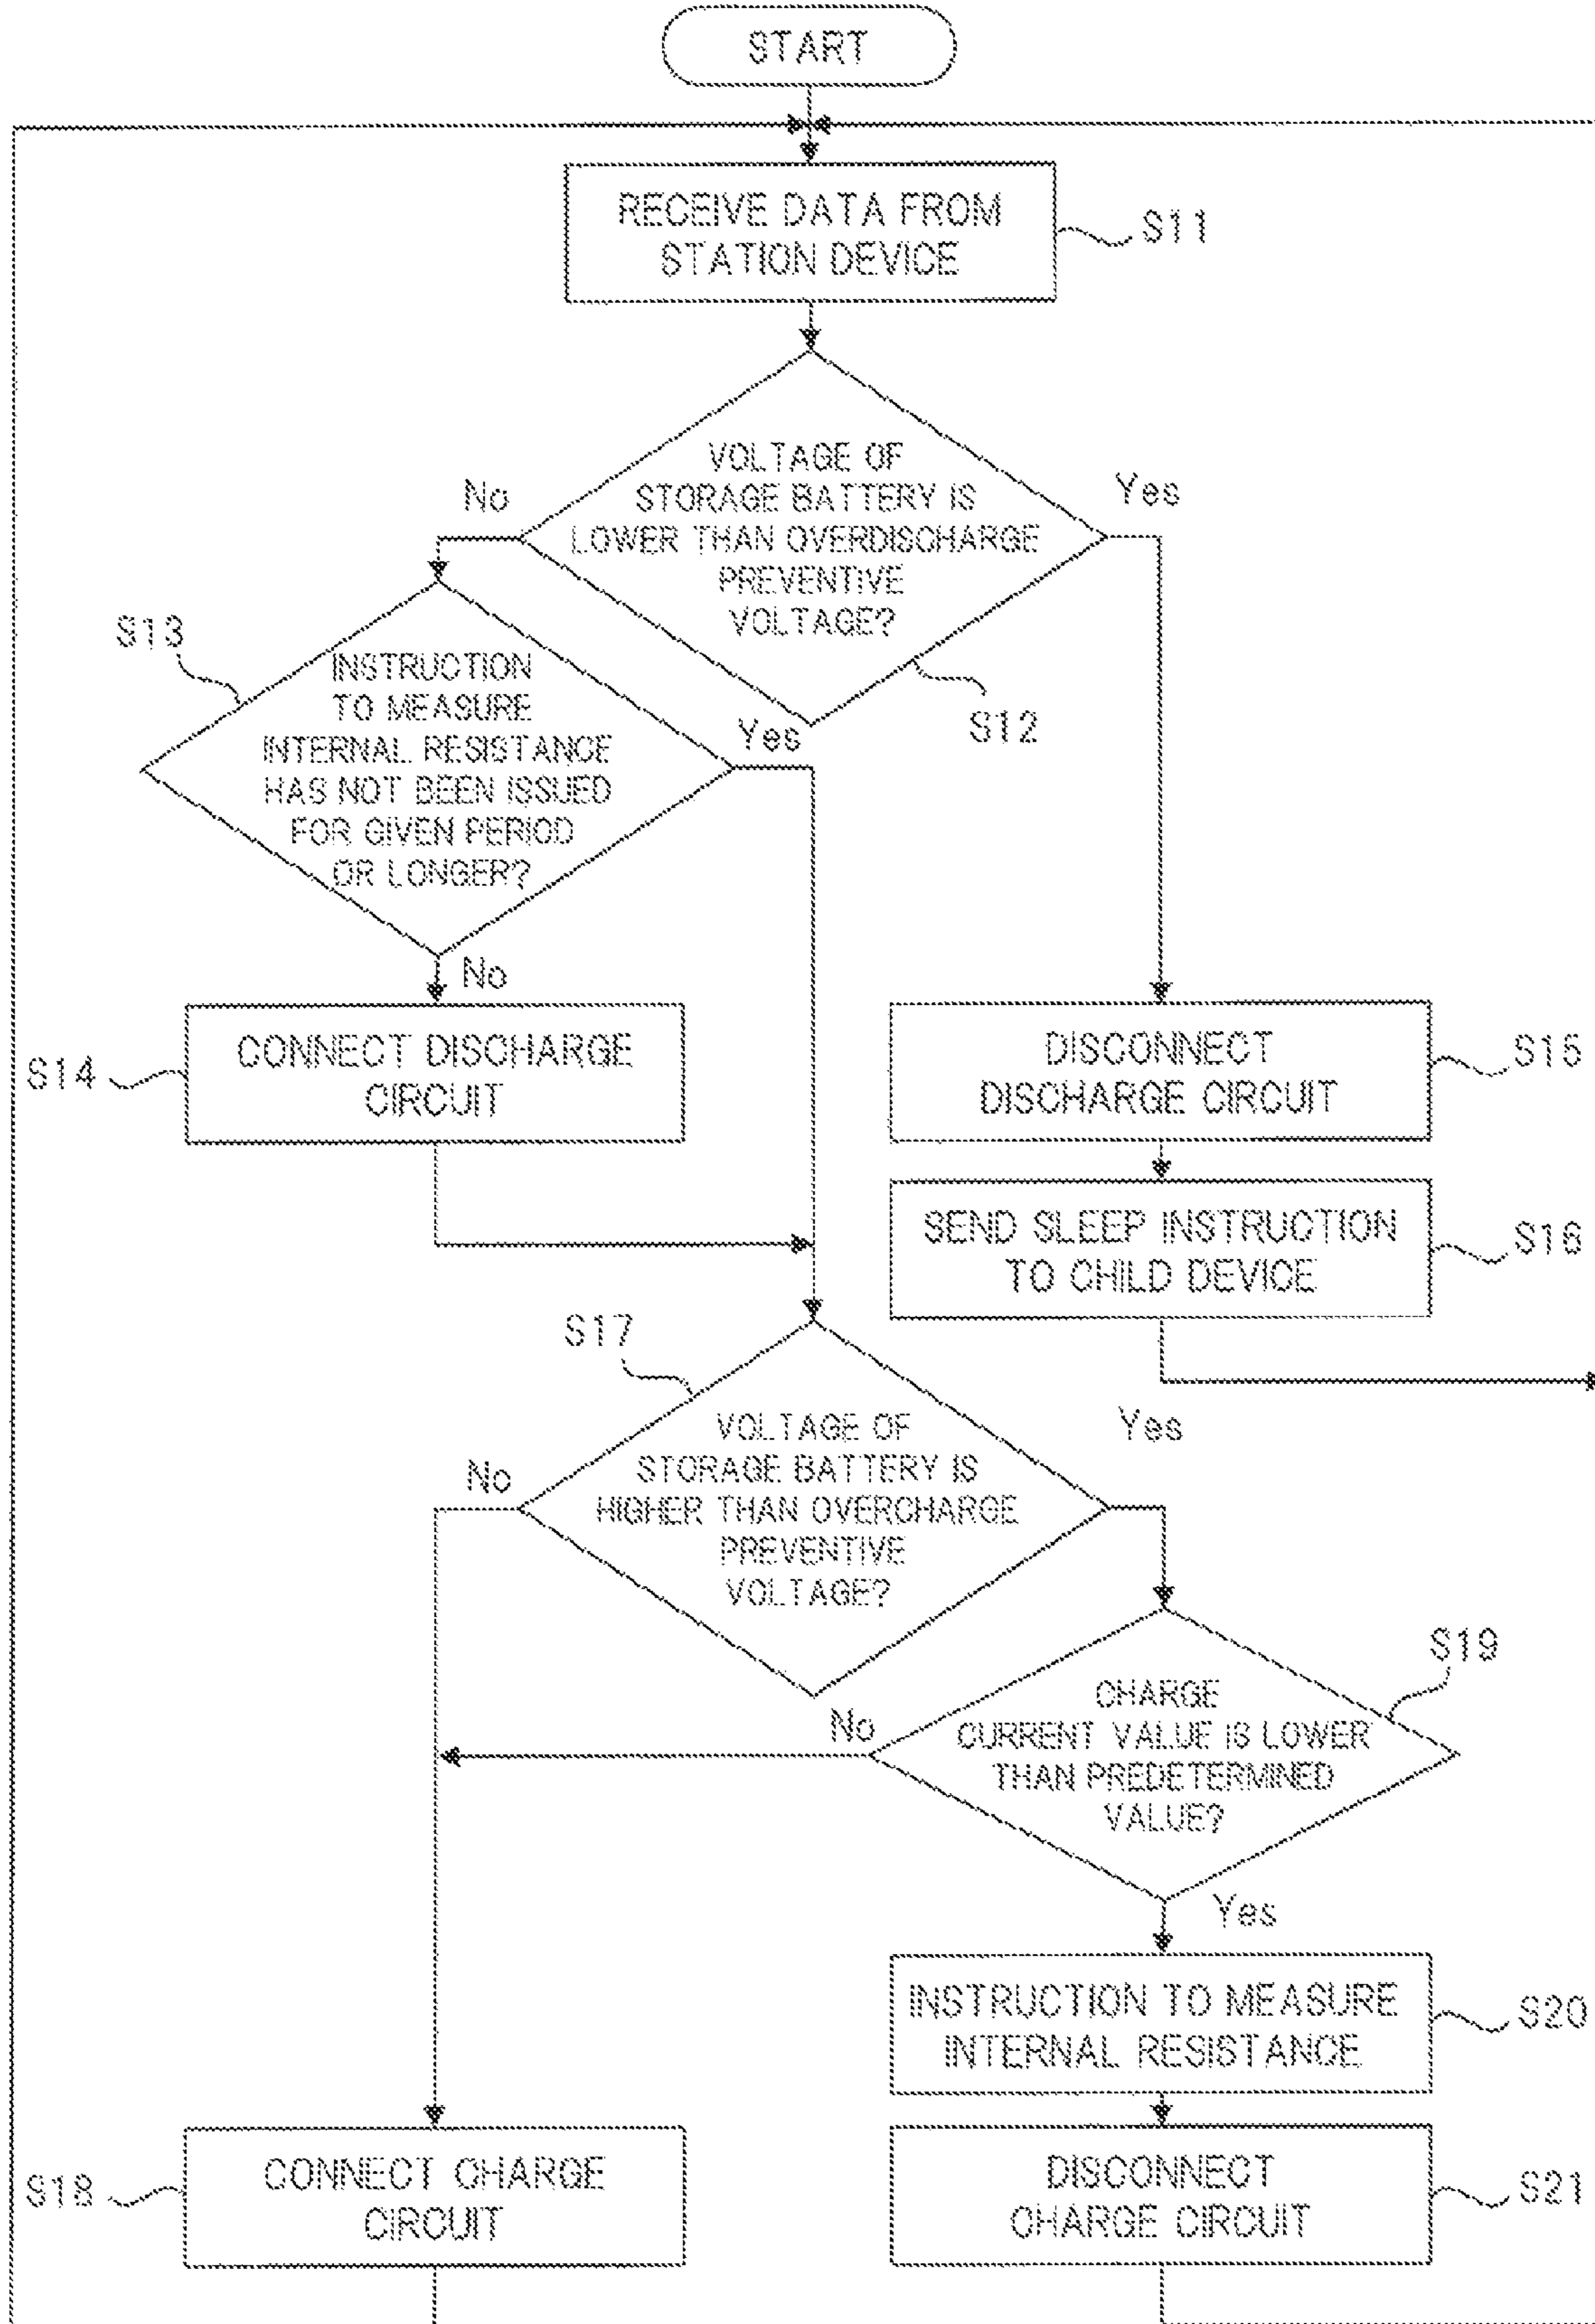 START
RECEIVE DATA FROM
STATION DEVICE
S11
VOLTAGE OF
STORAGE BATTERY IS
LOWER THAN OVERDISCHARGE
PREVENTIVE
VOLTAGE?
No
Yes
S12
S13
INSTRUCTION
TO MEASURE
INTERNAL RESISTANCE
HAS NOT BEEN ISSUED
FOR GIVEN PERIOD
OR LONGER?
Yes
No
S14
CONNECT DISCHARGE
CIRCUIT
DISCONNECT
DISCHARGE CIRCUIT
S15
SEND SLEEP INSTRUCTION
TO CHILD DEVICE
S16
S17
VOLTAGE OF
STORAGE BATTERY IS
HIGHER THAN OVERCHARGE
PREVENTIVE
VOLTAGE?
No
Yes
S19
CHARGE
CURRENT VALUE IS LOWER
THAN PREDETERMINED
VALUE?
No
Yes
INSTRUCTION TO MEASURE
INTERNAL RESISTANCE
S20
S18
CONNECT CHARGE
CIRCUIT
DISCONNECT
CHARGE CIRCUIT
S21